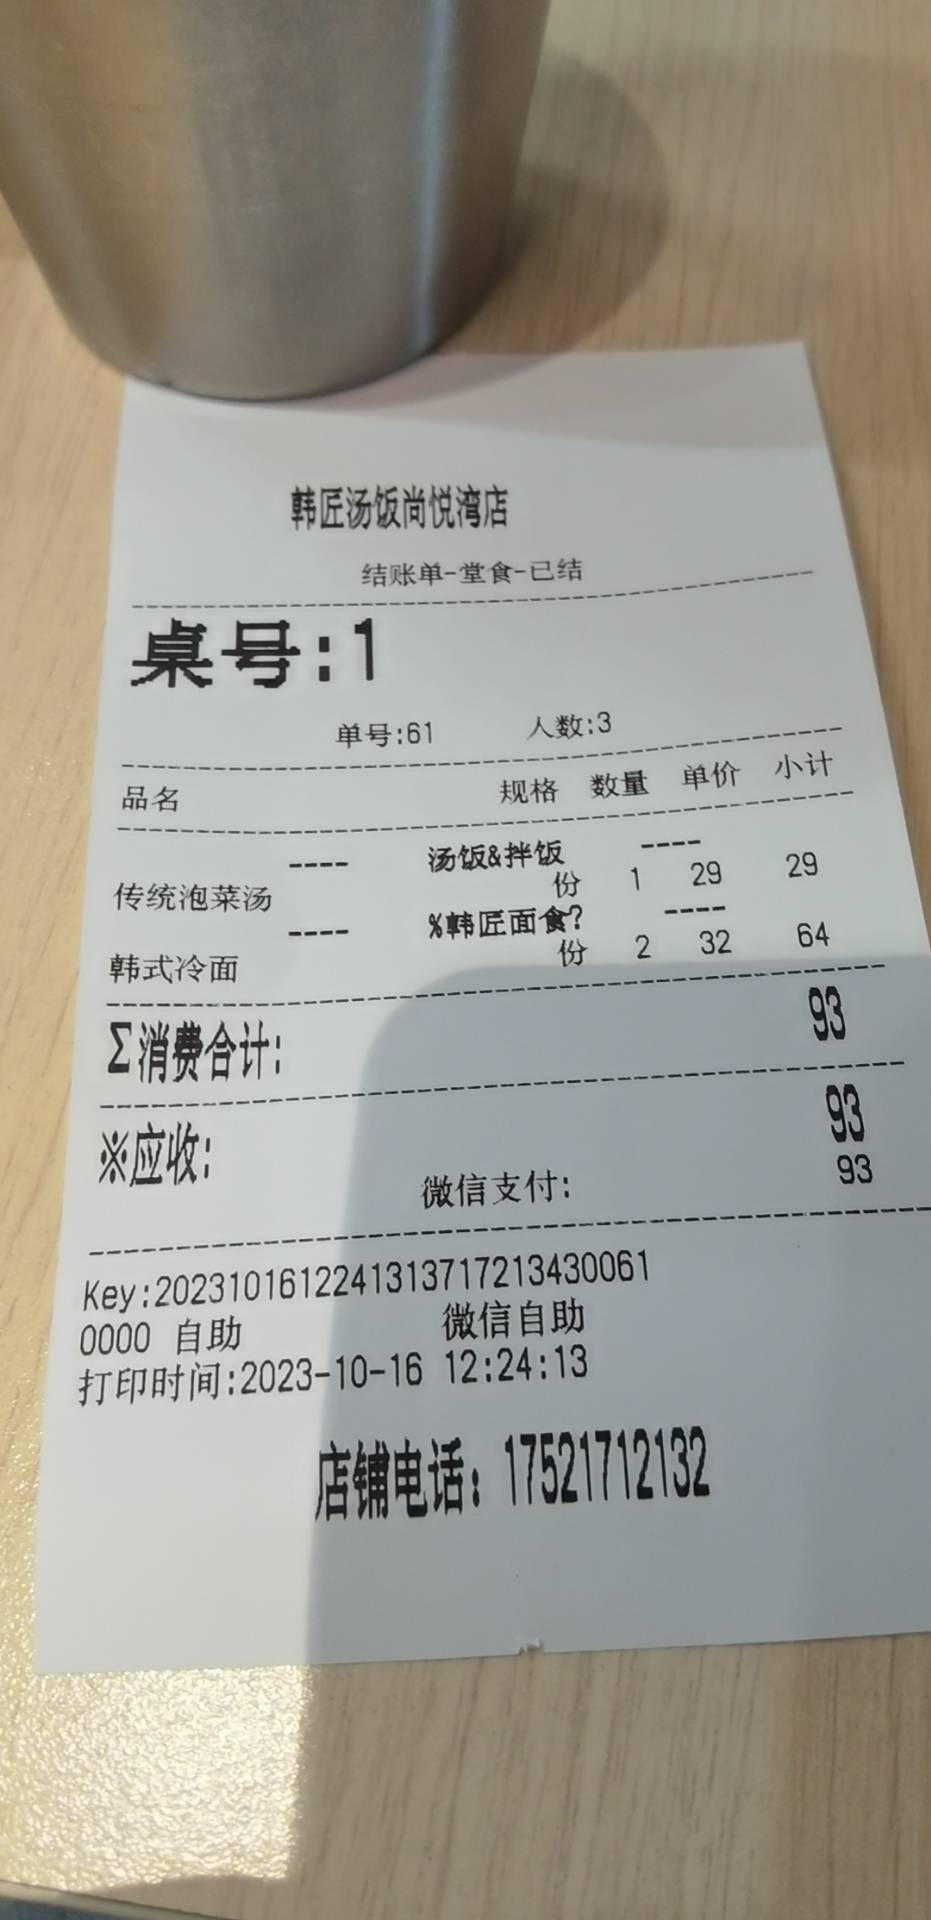 韩匠汤饭尚悦湾店
结账单-堂食-已结
桌号:1
单号:61 人数:3
品名 规格 数量 单价 小计
---- 汤饭&拌饭 ----
传统泡菜汤 份 1 29 29
---- %韩匠面食? ----
韩式冷面 份 2 32 64
Σ消费合计: 93
※应收: 93
微信支付: 93
Key:20231016122413137172134300​61
0000 自助 微信自助
打印时间:2023-10-16 12:24:13
店铺电话：17521712132